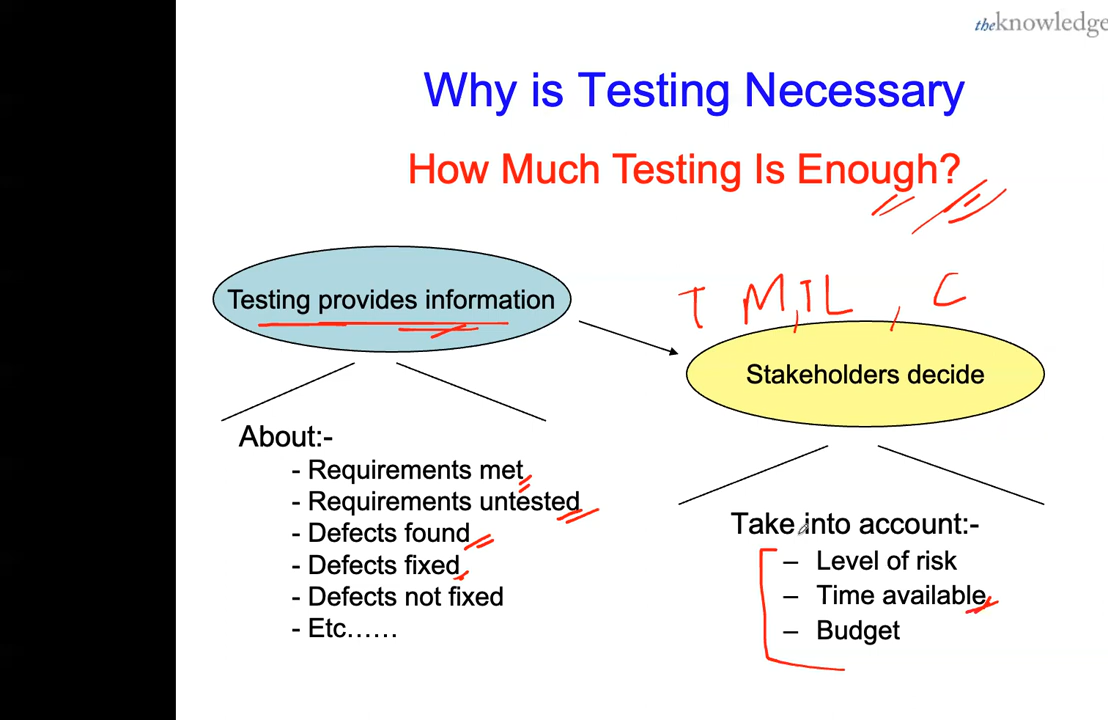 theknowledge
Why is Testing Necessary
How Much Testing Is Enough?
T M, TL , C
Testing provides information
Stakeholders decide
About:-
- Requirements met
- Requirements untested
- Defects found
- Defects fixed
- Defects not fixed
- Etc……
Take into account:-
– Level of risk
– Time available
– Budget